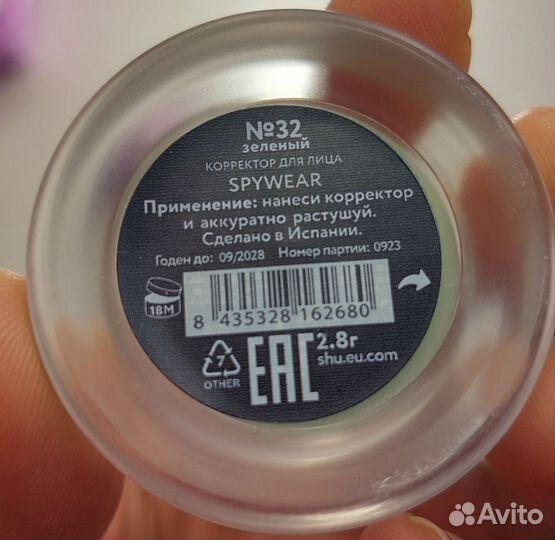 №32
зеленый
КОРРЕКТОР ДЛЯ ЛИЦА
SPYWEAR
Применение: нанеси корректор
и аккуратно растушуй.
Сделано в Испании.
Годен до: 09/2028 Номер партии: 0923
18M
8 435328 162680
7
OTHER
EAC
2.8г
shu.eu.com
Avito